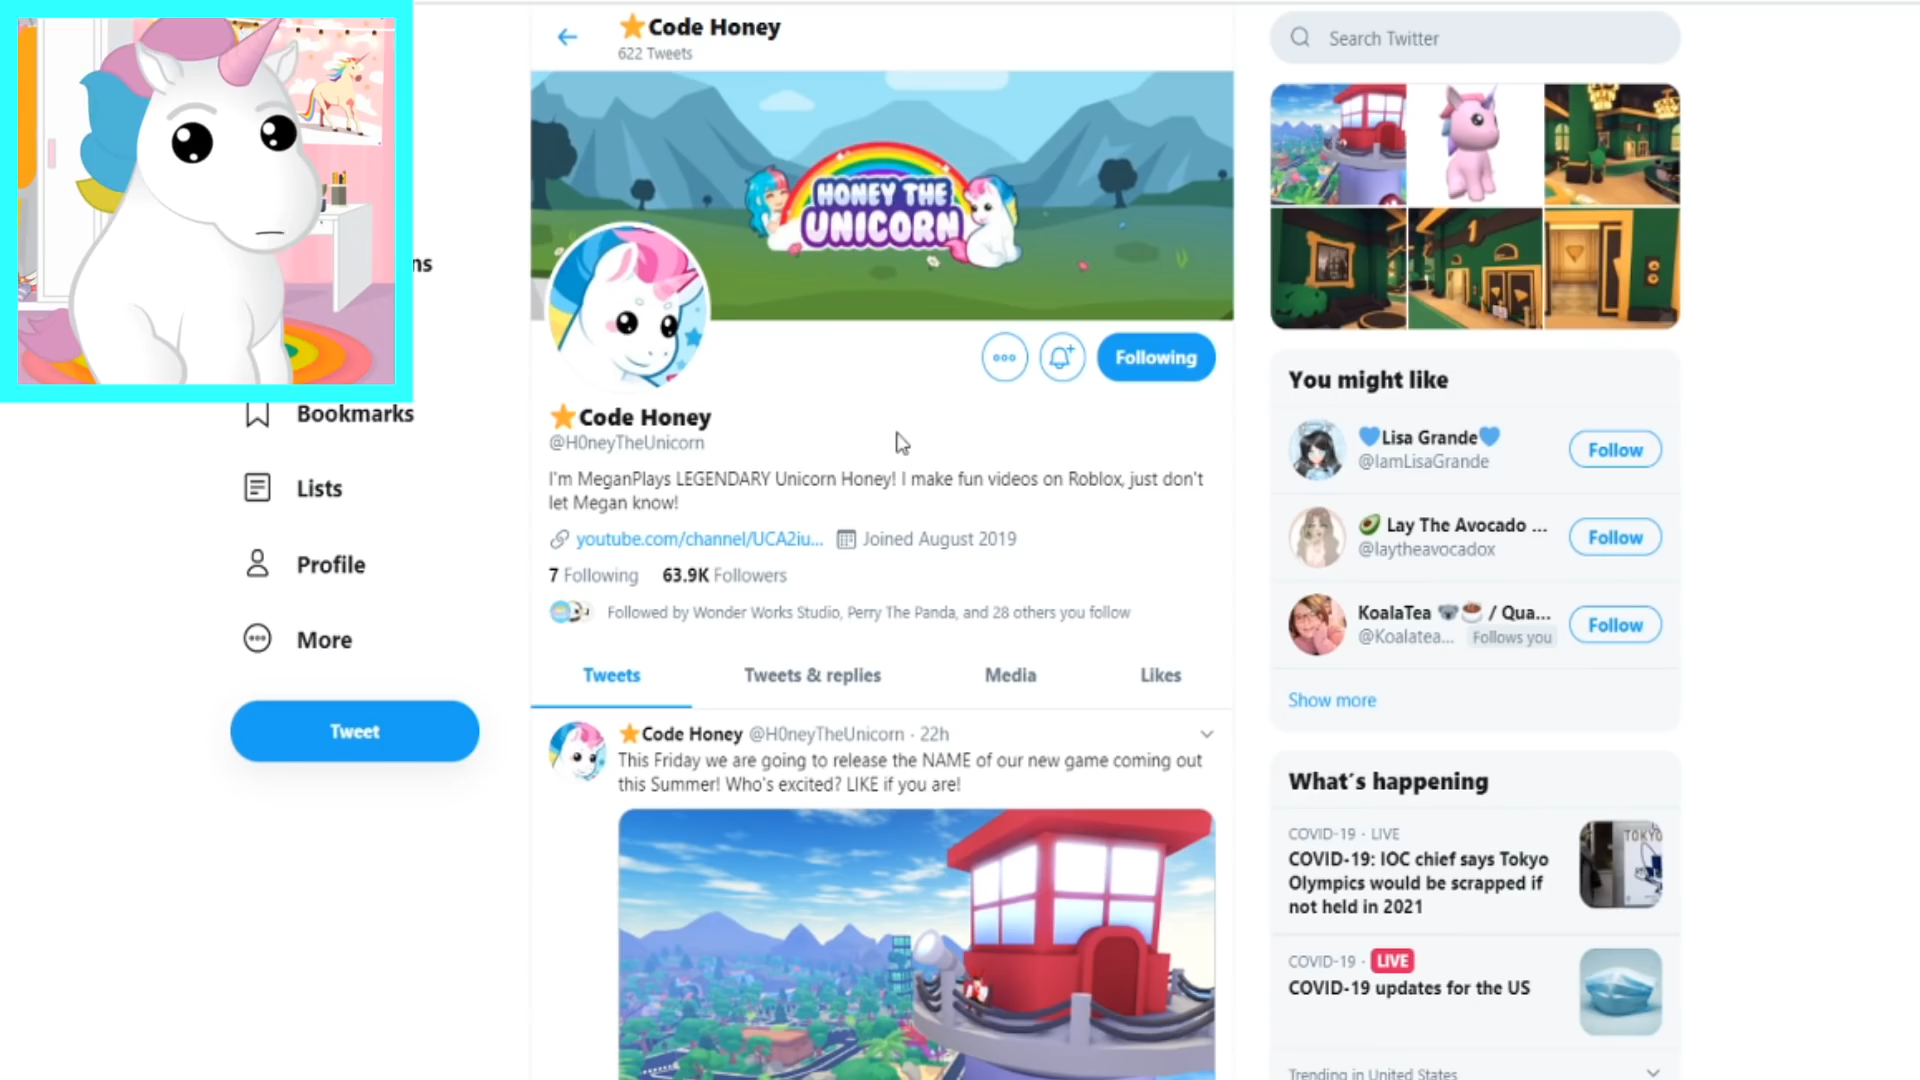 ⭐Code Honey
622 Tweets
HONEY THE
UNICORN
Following
⭐Code Honey
@H0neyTheUnicorn
I'm MeganPlays LEGENDARY Unicorn Honey! I make fun videos on Roblox, just don't
let Megan know!
youtube.com/channel/UCA2iu... Joined August 2019
7 Following 63.9K Followers
Followed by Wonder Works Studio, Perry The Panda, and 28 others you follow
Tweets Tweets & replies Media Likes
⭐Code Honey @H0neyTheUnicorn · 22h
This Friday we are going to release the NAME of our new game coming out
this Summer! Who's excited? LIKE if you are!
ns
Bookmarks
Lists
Profile
More
Tweet
Search Twitter
1
You might like
💙Lisa Grande💙
@IamLisaGrande
Follow
🥑 Lay The Avocado ...
@laytheavocadox
Follow
KoalaTea 🐨☕ / Qua...
@Koalatea... Follows you
Follow
Show more
What's happening
COVID-19 · LIVE
COVID-19: IOC chief says Tokyo
Olympics would be scrapped if
not held in 2021
TOKYO
COVID-19 · LIVE
COVID-19 updates for the US
Trending in United States